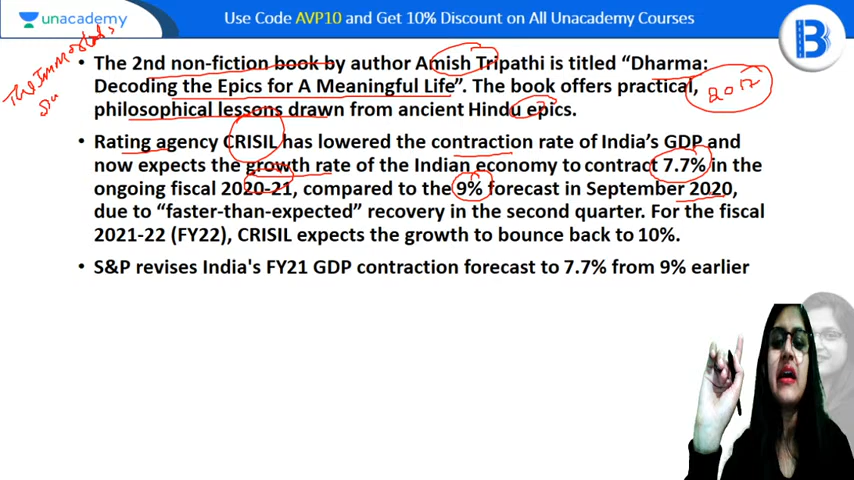 unacademy
Use Code AVP10 and Get 10% Discount on All Unacademy Courses
B
The Immortals
• The 2nd non-fiction book by author Amish Tripathi is titled “Dharma:
Decoding the Epics for A Meaningful Life”. The book offers practical,
philosophical lessons drawn from ancient Hindu epics.
• Rating agency CRISIL has lowered the contraction rate of India’s GDP and
now expects the growth rate of the Indian economy to contract 7.7% in the
ongoing fiscal 2020-21, compared to the 9% forecast in September 2020,
due to “faster-than-expected” recovery in the second quarter. For the fiscal
2021-22 (FY22), CRISIL expects the growth to bounce back to 10%.
• S&P revises India's FY21 GDP contraction forecast to 7.7% from 9% earlier